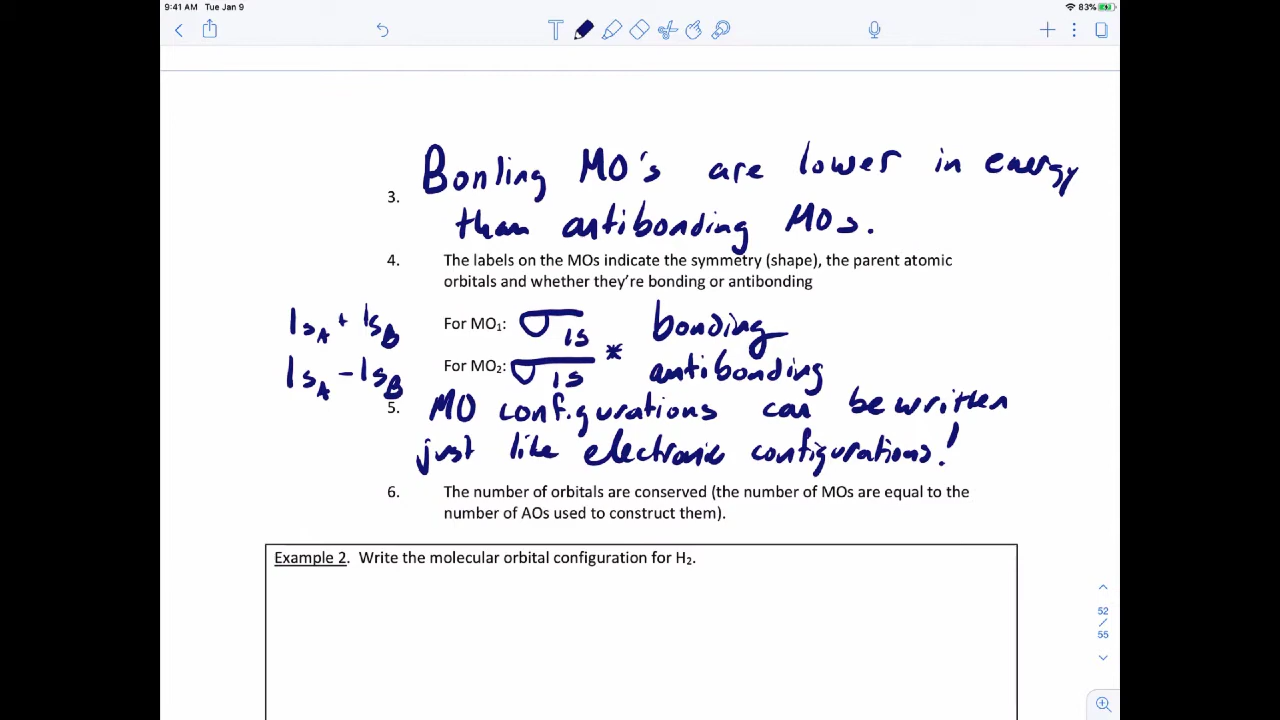 9:41 AM Tue Jan 9
83%
T
3. Bonding MO's are lower in energy
than antibonding MOs.
4. The labels on the MOs indicate the symmetry (shape), the parent atomic
orbitals and whether they're bonding or antibonding
1sA + 1sB For MO₁: σ1s bonding
1sA − 1sB For MO₂: σ1s* antibonding
5. MO configurations can be written
just like electronic configurations!
6. The number of orbitals are conserved (the number of MOs are equal to the
number of AOs used to construct them).
Example 2. Write the molecular orbital configuration for H₂.
52
/
55